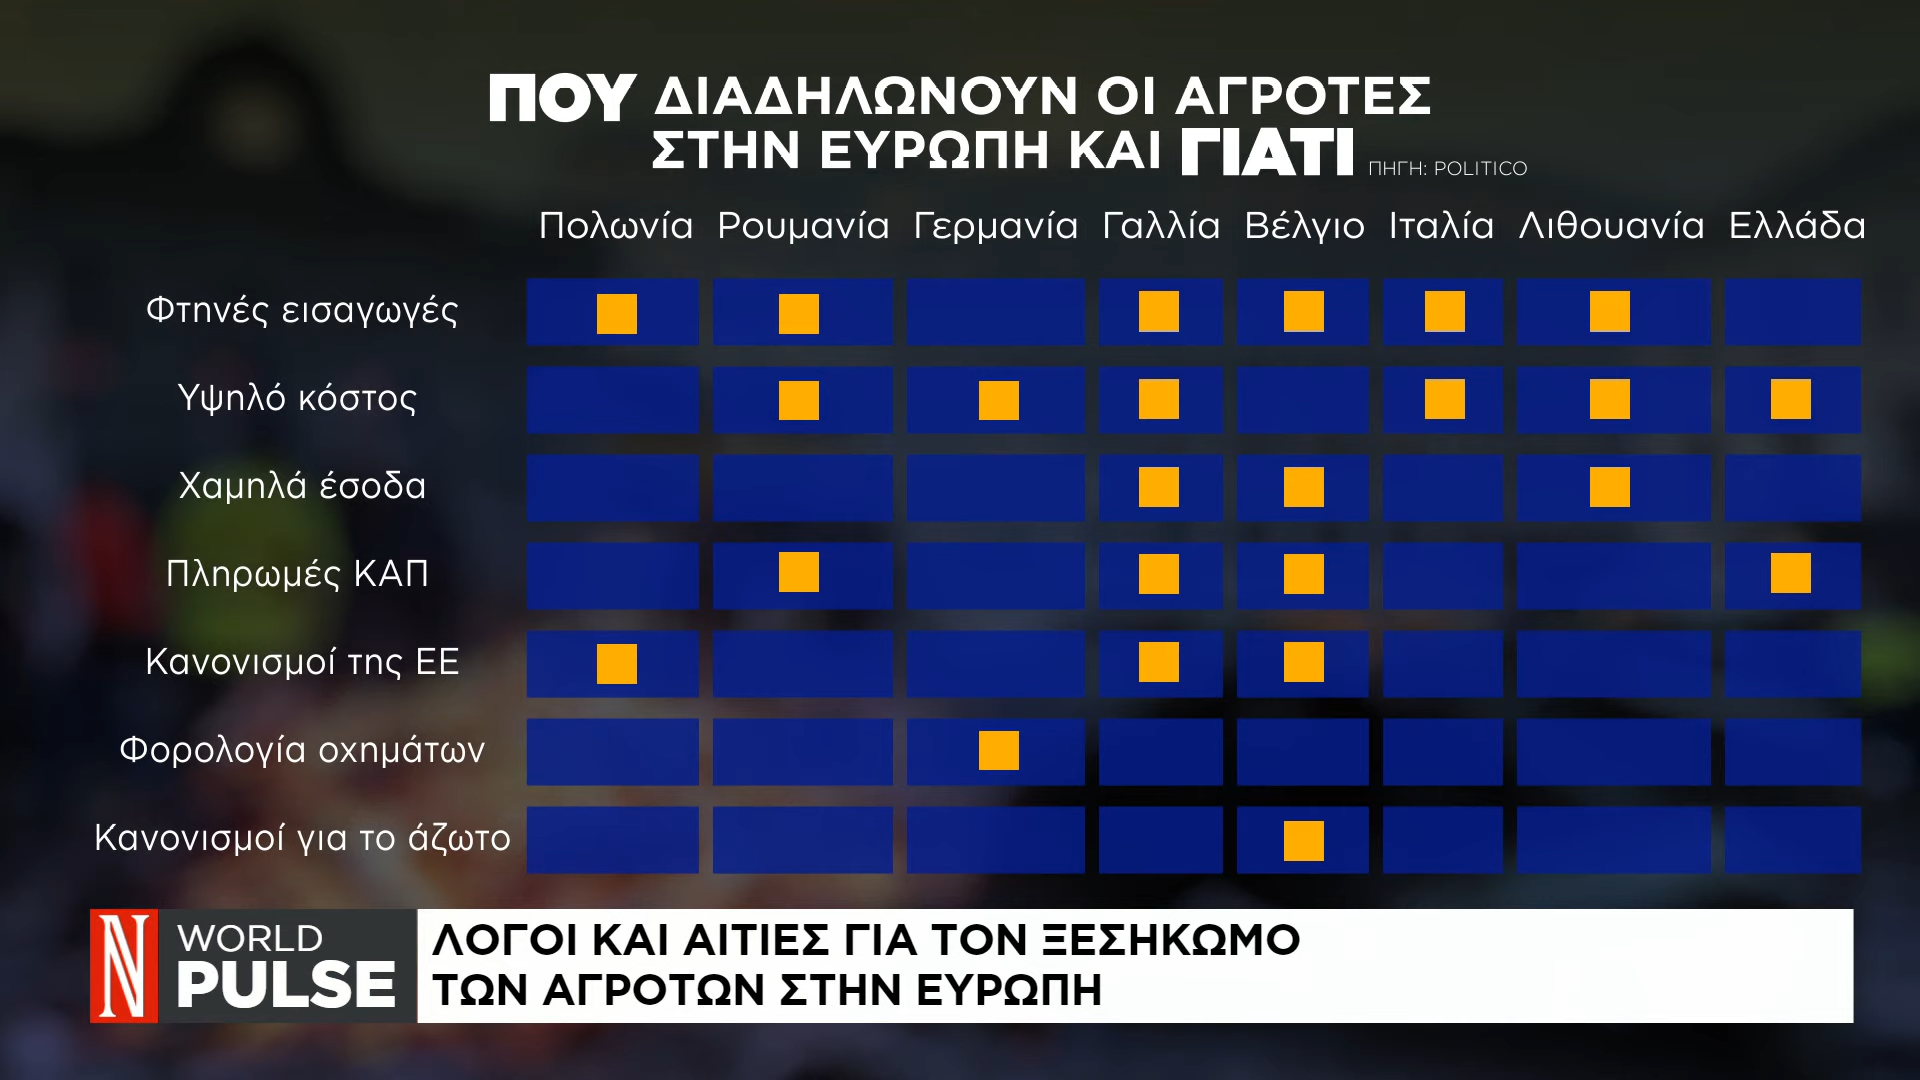 ΠΟΥ ΔΙΑΔΗΛΩΝΟΥΝ ΟΙ ΑΓΡΟΤΕΣ
ΣΤΗΝ ΕΥΡΩΠΗ ΚΑΙ ΓΙΑΤΙ ΠΗΓΗ: POLITICO
Πολωνία Ρουμανία Γερμανία Γαλλία Βέλγιο Ιταλία Λιθουανία Ελλάδα
Φτηνές εισαγωγές
Υψηλό κόστος
Χαμηλά έσοδα
Πληρωμές ΚΑΠ
Κανονισμοί της ΕΕ
Φορολογία οχημάτων
Κανονισμοί για το άζωτο
N WORLD
PULSE
ΛΟΓΟΙ ΚΑΙ ΑΙΤΙΕΣ ΓΙΑ ΤΟΝ ΞΕΣΗΚΩΜΟ
ΤΩΝ ΑΓΡΟΤΩΝ ΣΤΗΝ ΕΥΡΩΠΗ